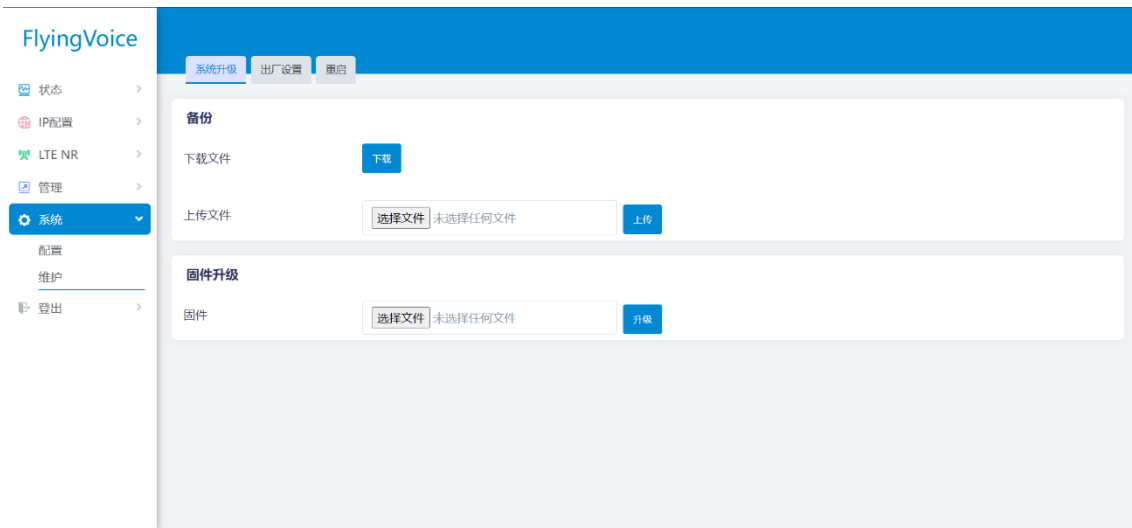 FlyingVoice
状态
IP配置
LTE NR
管理
系统
配置
维护
登出
系统升级 出厂设置 重启
备份
下载文件 下载
上传文件 选择文件 未选择任何文件 上传
固件升级
固件 选择文件 未选择任何文件 升级